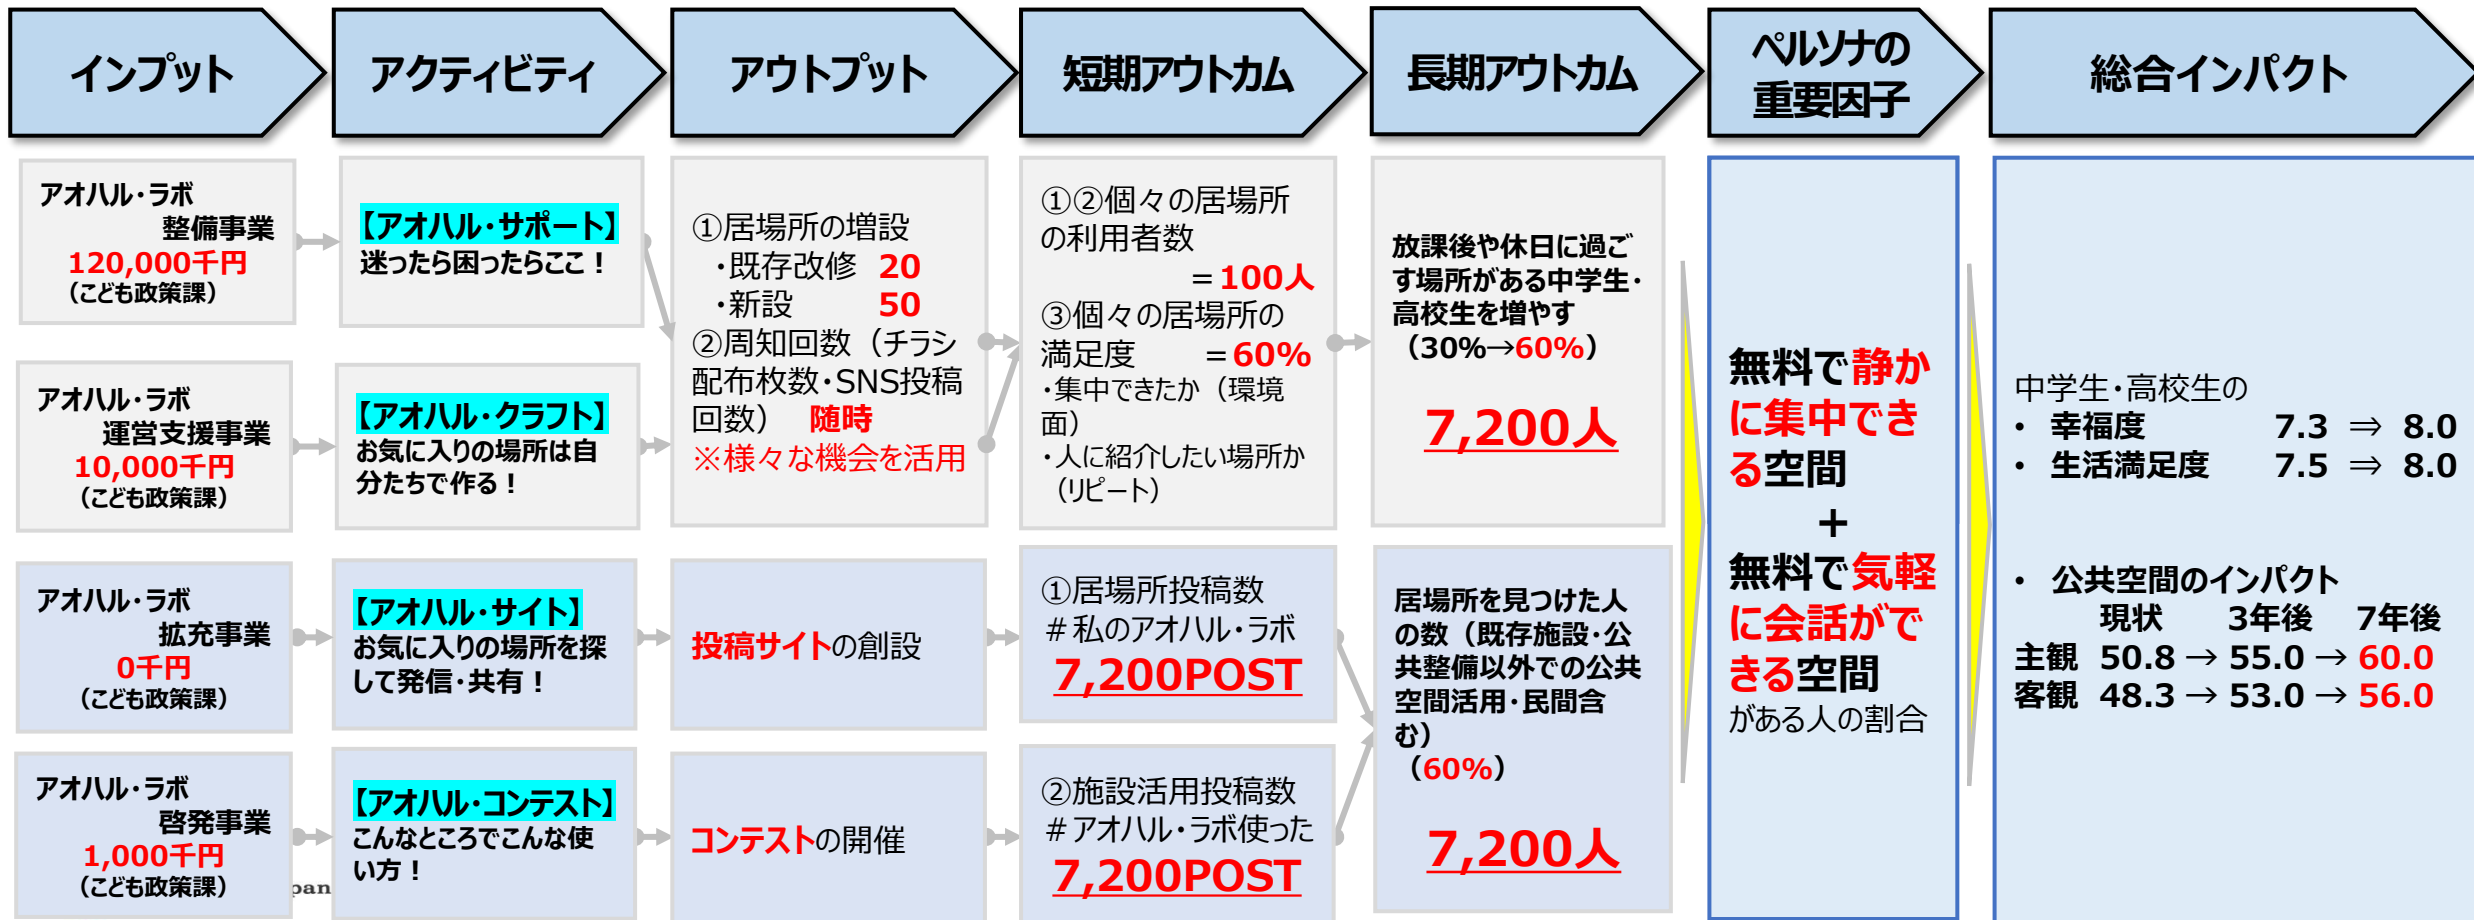 インプット
アクティビティ
アウトプット
短期アウトカム
長期アウトカム
ペルソナの
重要因子
総合インパクト
アオハル・ラボ
整備事業
120,000千円
（こども政策課）
【アオハル・サポート】
迷ったら困ったらここ！
アオハル・ラボ
運営支援事業
10,000千円
（こども政策課）
【アオハル・クラフト】
お気に入りの場所は自
分たちで作る！
①居場所の増設
・既存改修 20
・新設 50
②周知回数（チラシ
配布枚数・SNS投稿
回数） 随時
※様々な機会を活用
①②個々の居場所
の利用者数
＝100人
③個々の居場所の
満足度 ＝60%
・集中できたか（環境
面）
・人に紹介したい場所か
（リピート）
放課後や休日に過ご
す場所がある中学生・
高校生を増やす
（30%→60%）
7,200人
アオハル・ラボ
拡充事業
0千円
（こども政策課）
【アオハル・サイト】
お気に入りの場所を探
して発信・共有！
投稿サイトの創設
①居場所投稿数
＃私のアオハル・ラボ
7,200POST
アオハル・ラボ
啓発事業
1,000千円
（こども政策課）
【アオハル・コンテスト】
こんなところでこんな使
い方！
コンテストの開催
②施設活用投稿数
＃アオハル・ラボ使った
7,200POST
居場所を見つけた人
の数（既存施設・公
共整備以外での公共
空間活用・民間含
む）
（60%）
7,200人
無料で静か
に集中でき
る空間
+
無料で気軽
に会話がで
きる空間
がある人の割合
中学生・高校生の
• 幸福度 7.3 ⇒ 8.0
• 生活満足度 7.5 ⇒ 8.0
• 公共空間のインパクト
現状 3年後 7年後
主観 50.8 → 55.0 → 60.0
客観 48.3 → 53.0 → 56.0
pan